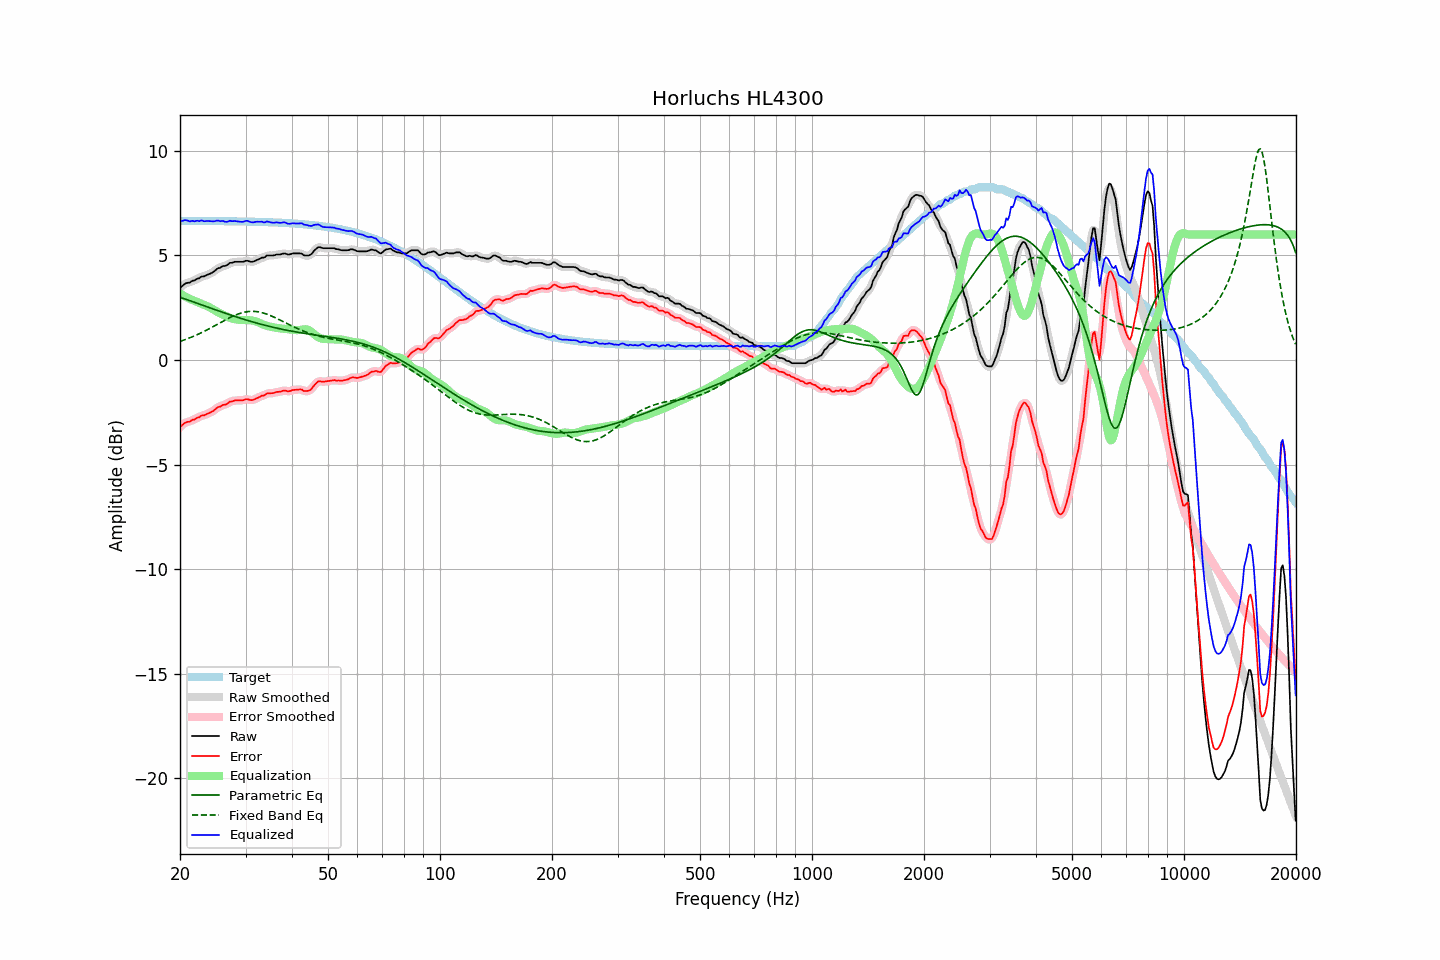 Horluchs HL4300
Amplitude (dBr)
10
5
0
−5
−10
−15
−20
Target
Raw Smoothed
Error Smoothed
Raw
Error
Equalization
Parametric Eq
Fixed Band Eq
Equalized
20 50 100 200 500 1000 2000 5000 10000 20000
Frequency (Hz)